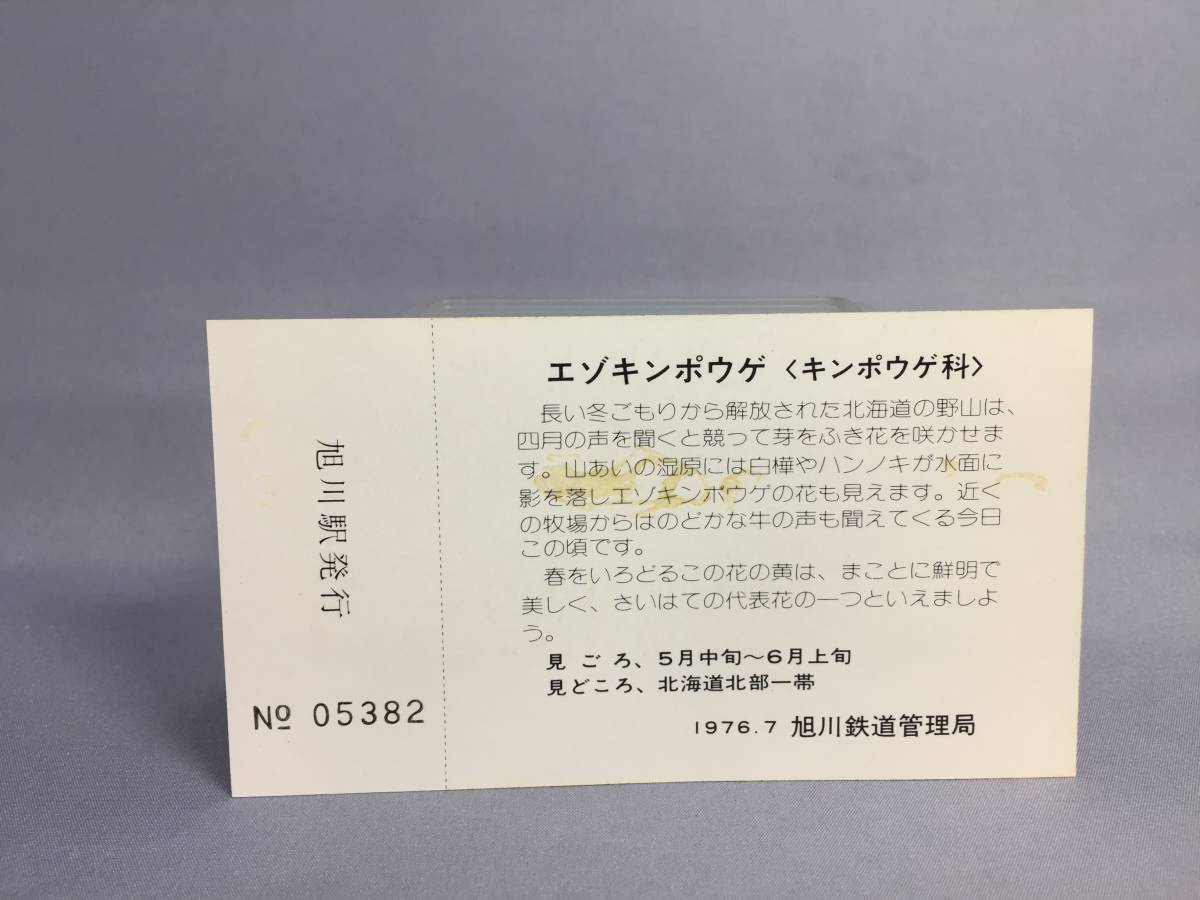 旭川駅発行
№ 05382
エゾキンポウゲ〈キンポウゲ科〉
長い冬ごもりから解放された北海道の野山は、
四月の声を聞くと競って芽をふき花を咲かせま
す。山あいの湿原には白樺やハンノキが水面に
影を落しエゾキンポウゲの花も見えます。近く
の牧場からはのどかな牛の声も聞えてくる今日
この頃です。
春をいろどるこの花の黄は、まことに鮮明で
美しく、さいはての代表花の一つといえましよ
う。
見ごろ、5月中旬～6月上旬
見どころ、北海道北部一帯
1976.7 旭川鉄道管理局